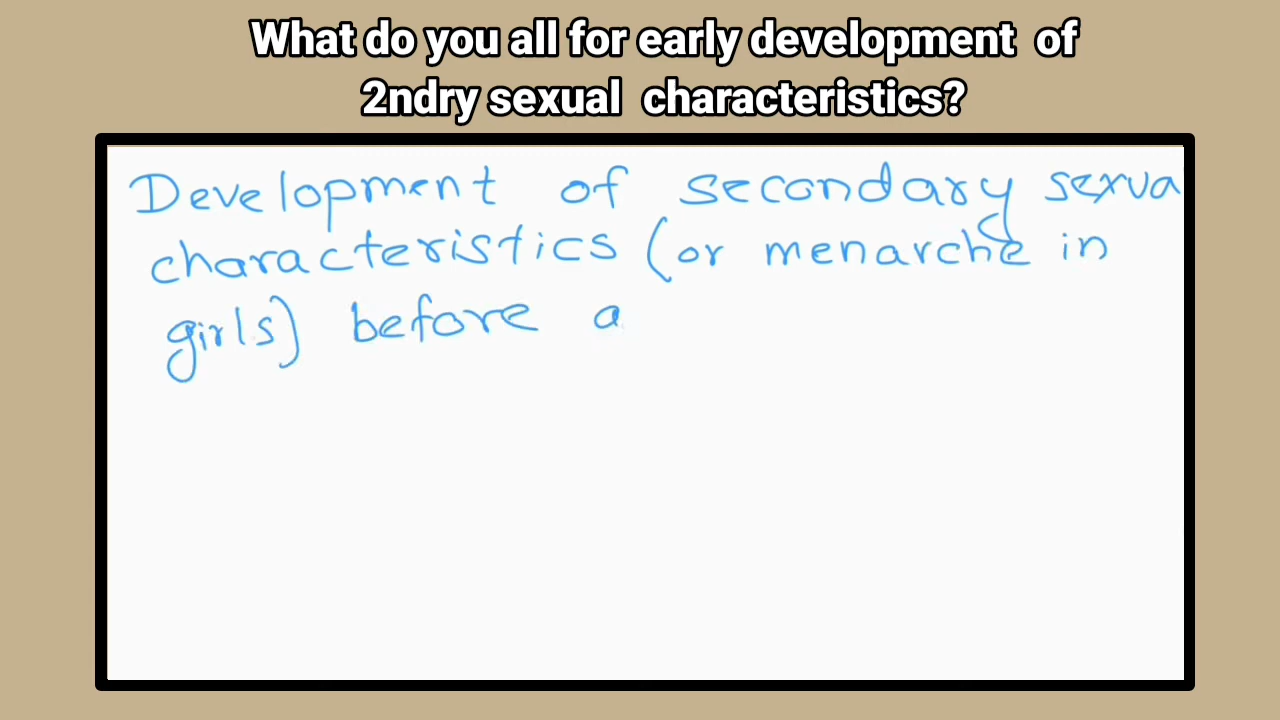 What do you all for early development of
2ndry sexual characteristics?
Development of secondary sexua
characteristics (or menarche in
girls) before a